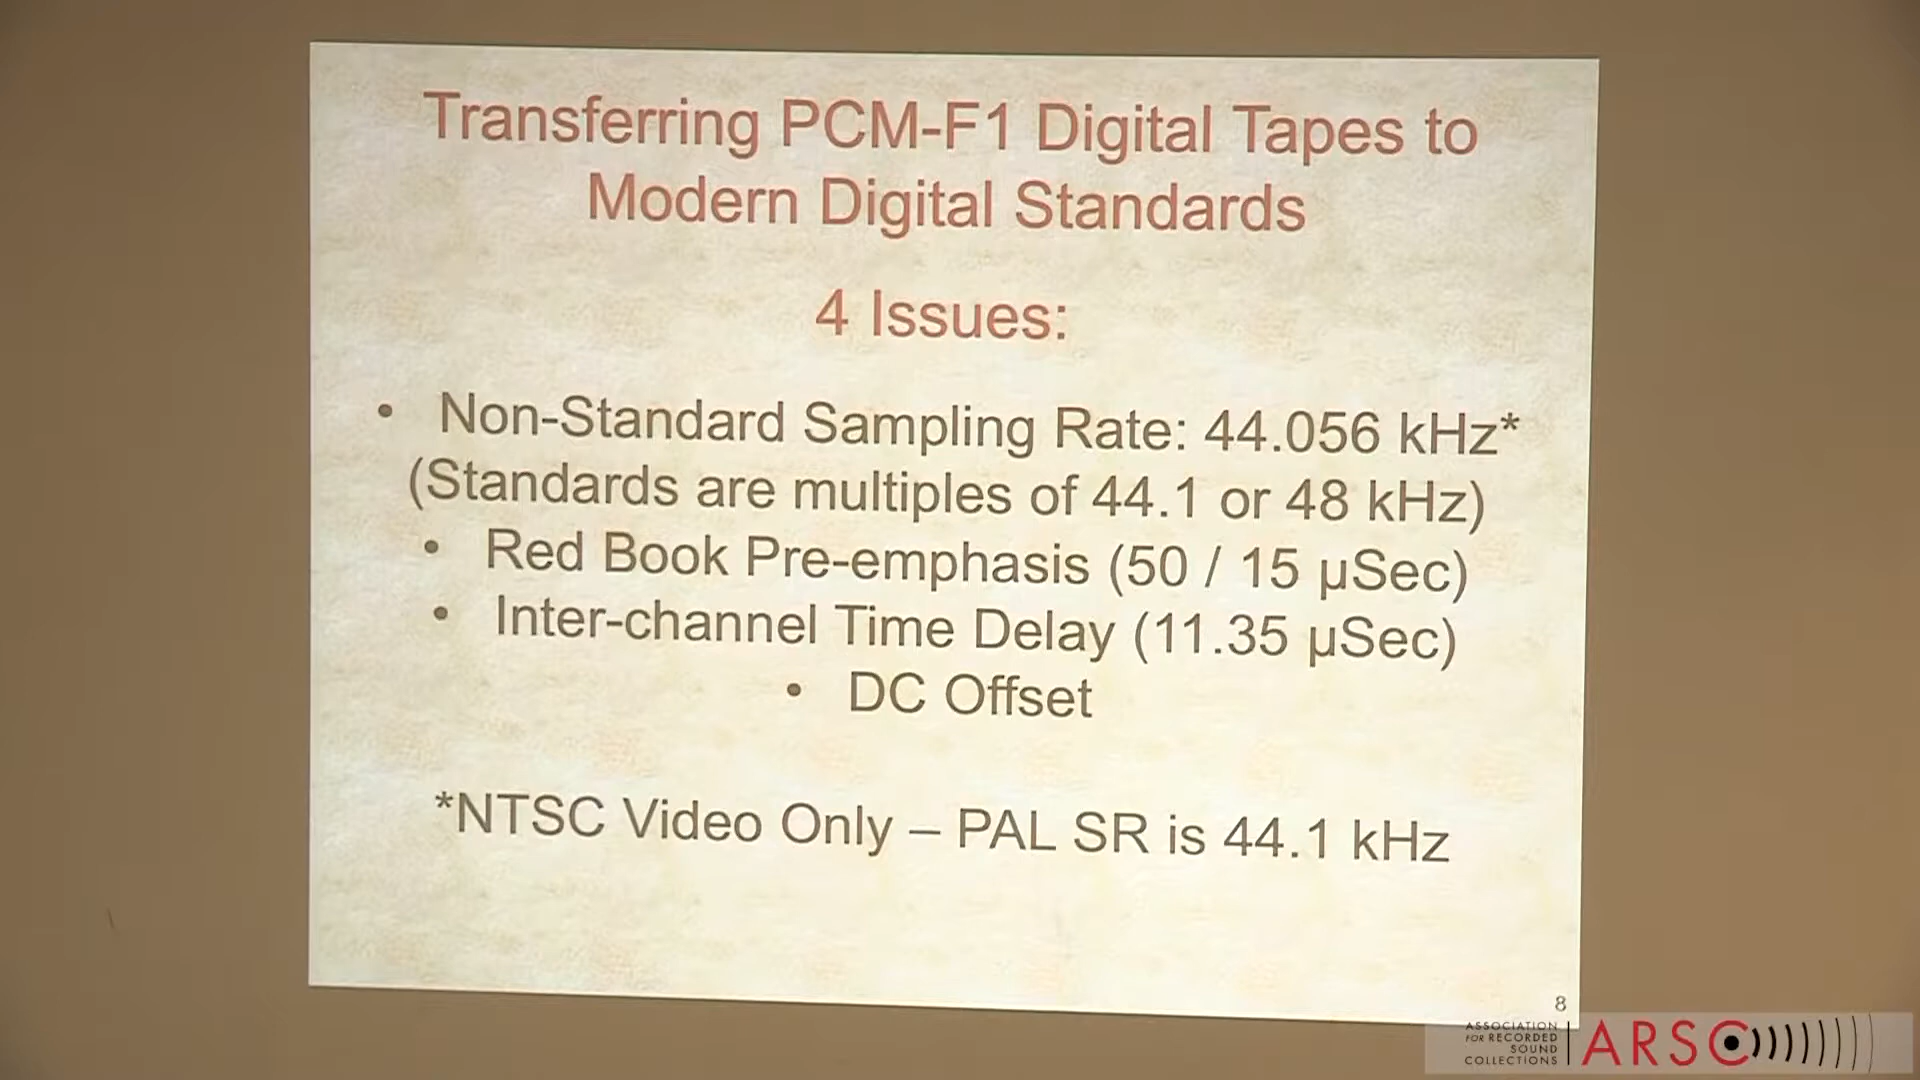 Transferring PCM-F1 Digital Tapes to
Modern Digital Standards
4 Issues:
• Non-Standard Sampling Rate: 44.056 kHz*
(Standards are multiples of 44.1 or 48 kHz)
• Red Book Pre-emphasis (50 / 15 µSec)
• Inter-channel Time Delay (11.35 µSec)
• DC Offset
*NTSC Video Only – PAL SR is 44.1 kHz
8
ASSOCIATION
FOR RECORDED
SOUND
COLLECTIONS
ARSC